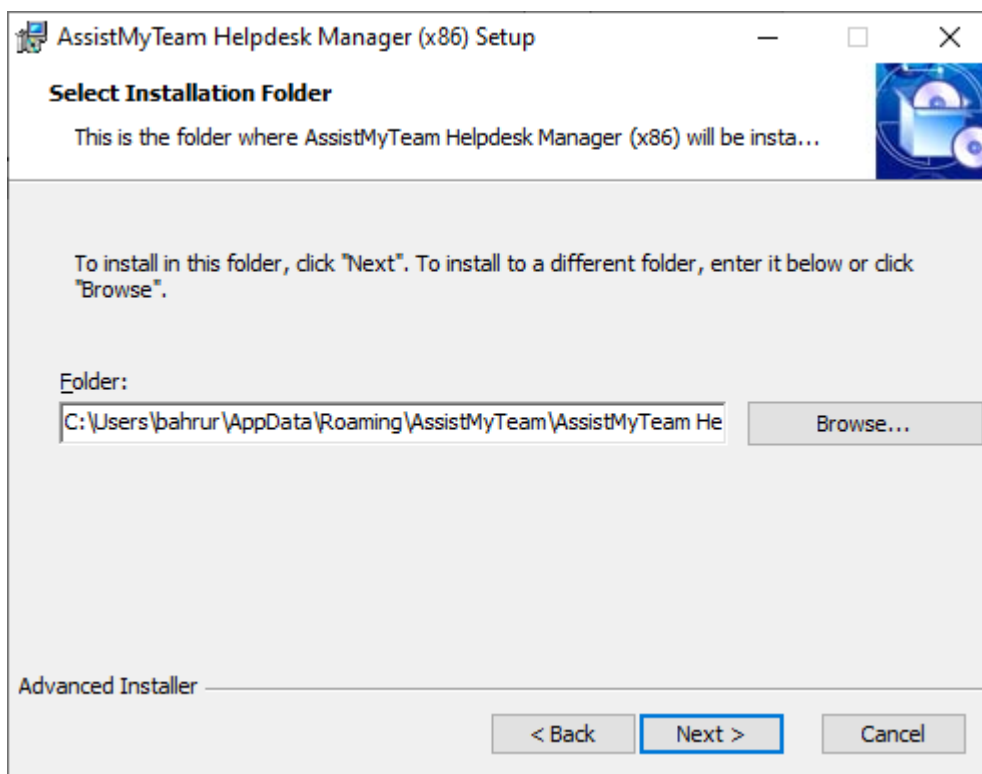 AssistMyTeam Helpdesk Manager (x86) Setup
Select Installation Folder
This is the folder where AssistMyTeam Helpdesk Manager (x86) will be insta...
To install in this folder, click "Next". To install to a different folder, enter it below or click
"Browse".
Folder:
C:\Users\bahrur\AppData\Roaming\AssistMyTeam\AssistMyTeam He
Browse...
Advanced Installer
< Back
Next >
Cancel